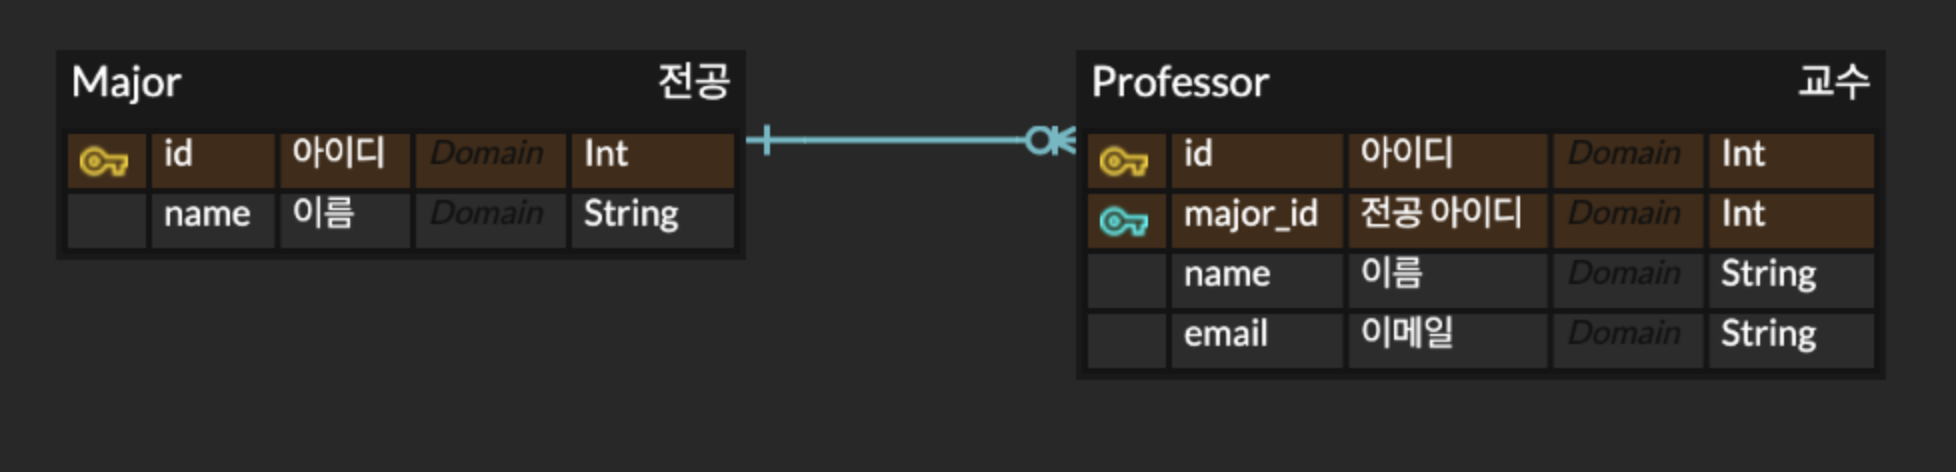 Major 전공
id 아이디 Domain Int
name 이름 Domain String
Professor 교수
id 아이디 Domain Int
major_id 전공 아이디 Domain Int
name 이름 Domain String
email 이메일 Domain String